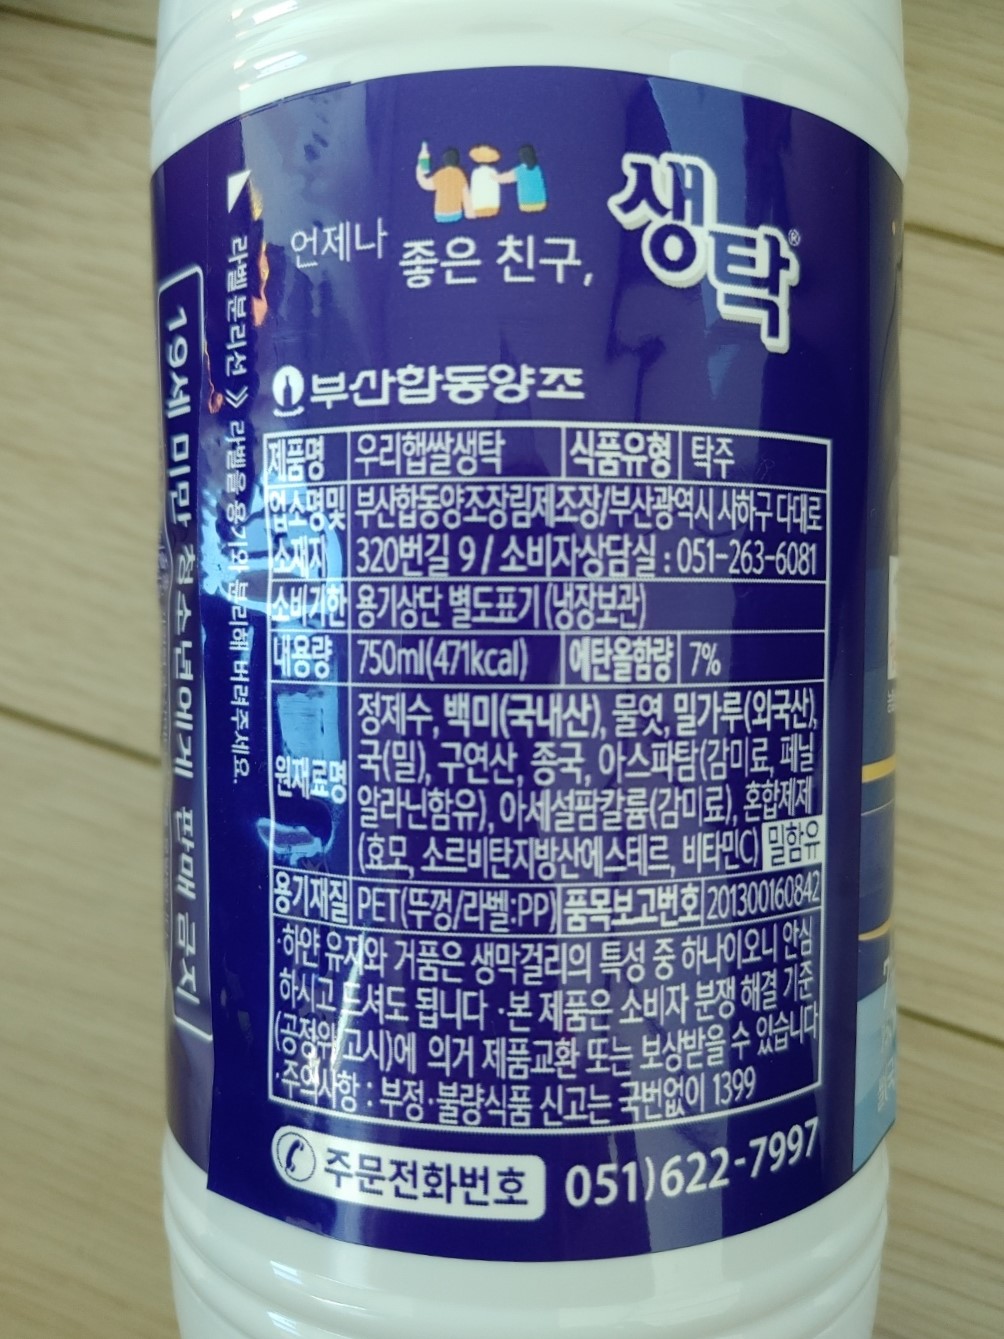 언제나 좋은 친구,
생탁®
부산합동양조
제품명 우리햅쌀생탁 식품유형 탁주
업소명및 부산합동양조장림제조장/부산광역시 사하구 다대로
소재지 320번길 9 / 소비자상담실 : 051-263-6081
소비기한 용기상단 별도표기 (냉장보관)
내용량 750ml(471kcal) 에탄올함량 7%
원재료명 정제수, 백미(국내산), 물엿, 밀가루(외국산),
국(밀), 구연산, 종국, 아스파탐(감미료, 페닐
알라닌함유), 아세설팜칼륨(감미료), 혼합제제
(효모, 소르비탄지방산에스테르, 비타민C) 밀함유
용기재질 PET(뚜껑/라벨:PP) 품목보고번호 201300160842
·하얀 유지와 거품은 생막걸리의 특성 중 하나이오니 안심
하시고 드셔도 됩니다 ·본 제품은 소비자 분쟁 해결 기준
(공정위 고시)에 의거 제품교환 또는 보상받을 수 있습니다
·주의사항 : 부정·불량식품 신고는 국번없이 1399
주문전화번호 051)622-7997
라벨분리선 》 라벨을 용기와 분리해 버려주세요.
19세 미만 청소년에게 판매 금지